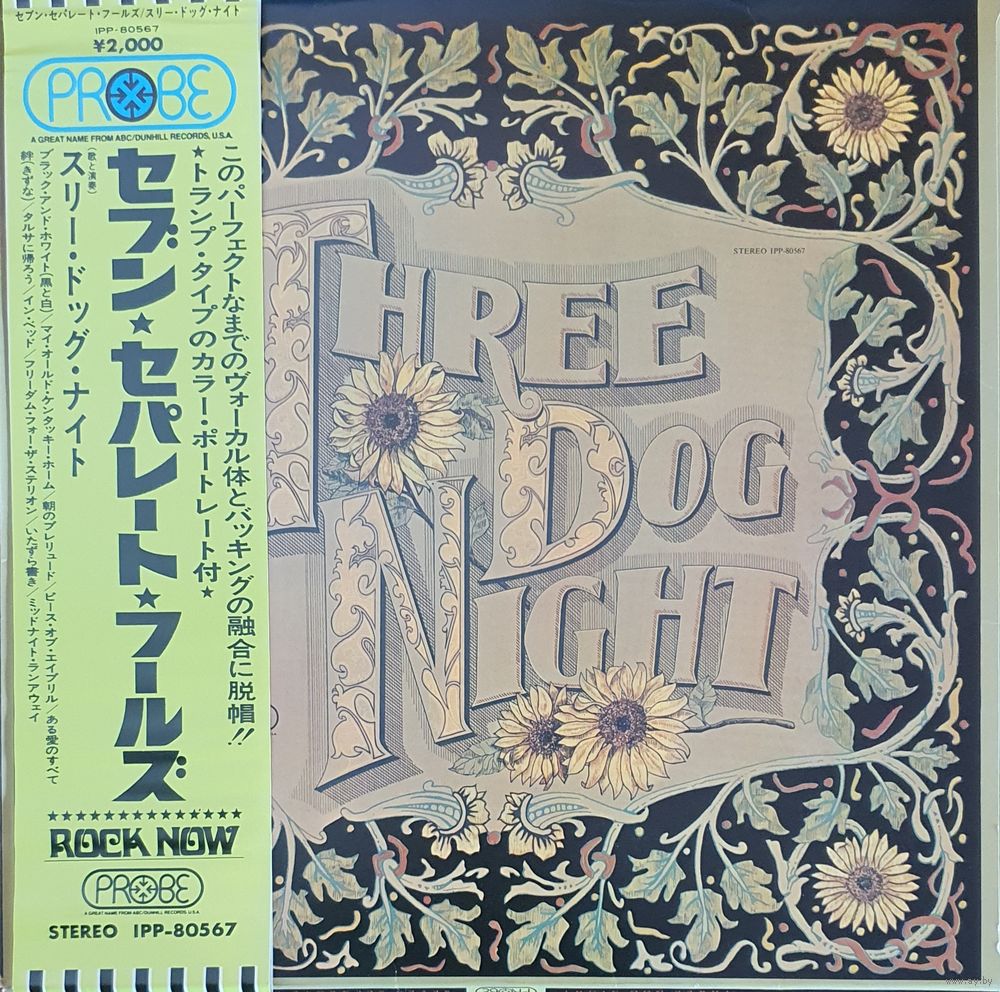 セブン・セパレート・フールズ/スリー・ドッグ・ナイト
IPP-80567
¥2,000
PROBE
A GREAT NAME FROM ABC/DUNHILL RECORDS, U.S.A.
このパーフェクトなまでのヴォーカル体とバッキングの融合に脱帽!!
★トランプ・タイプのカラー・ポートレート付★
セブン★セパレート★フールズ
(歌と演奏)
スリー・ドッグ・ナイト
ブラック・アンド・ホワイト(黒と白)/マイ・オールド・ケンタッキー・ホーム/朝のプレリュード/ピース・オブ・エイプリル/ある愛のすべて
絆(きずな)/タルサに帰ろう/イン・ベッド/フリーダム・フォー・ザ・ステリオン/いたずら書き/ミッドナイト・ランアウェイ
ROCK NOW
PROBE
A GREAT NAME FROM ABC/DUNHILL RECORDS U.S.A.
STEREO IPP-80567
STEREO IPP-80567
THREE
DOG
NIGHT
www.ay.by